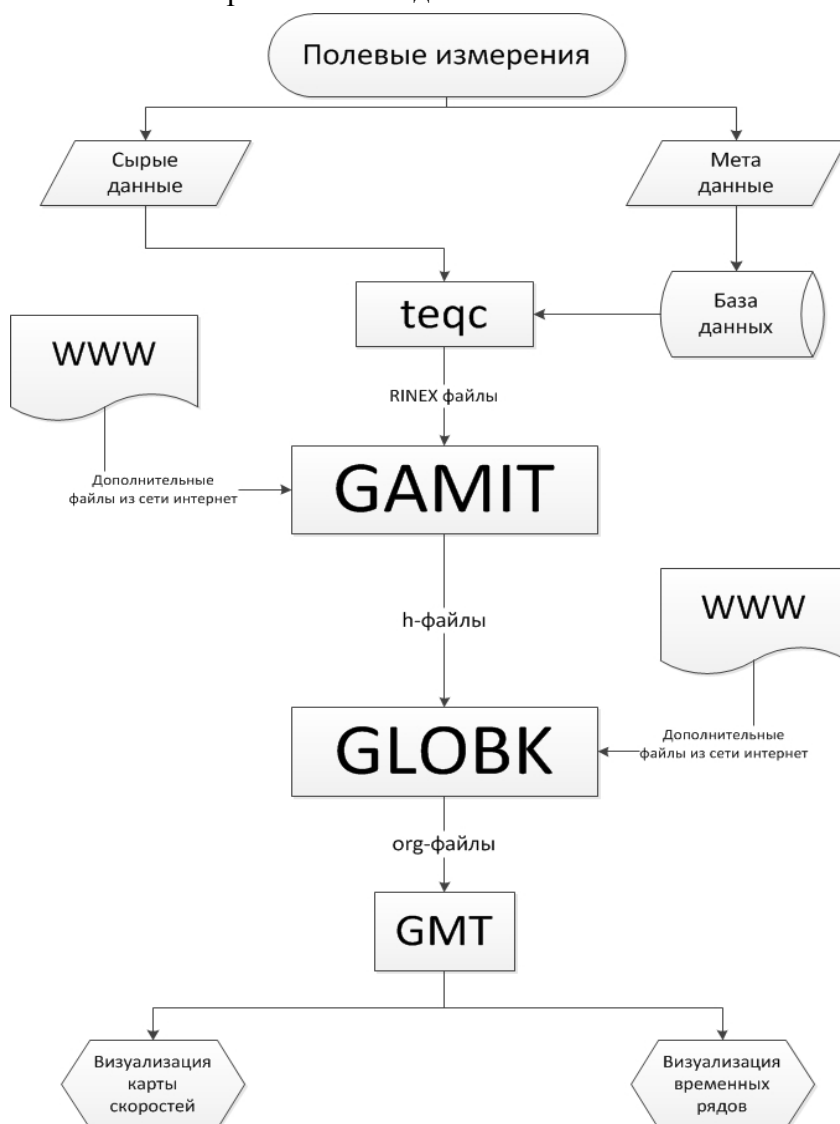 Полевые измерения
Сырые
данные
Мета
данные
teqc
База
данных
WWW
RINEX файлы
Дополнительные
файлы из сети интернет
GAMIT
h-файлы
WWW
GLOBK
Дополнительные
файлы из сети интернет
org-файлы
GMT
Визуализация
карты
скоростей
Визуализация
временных
рядов